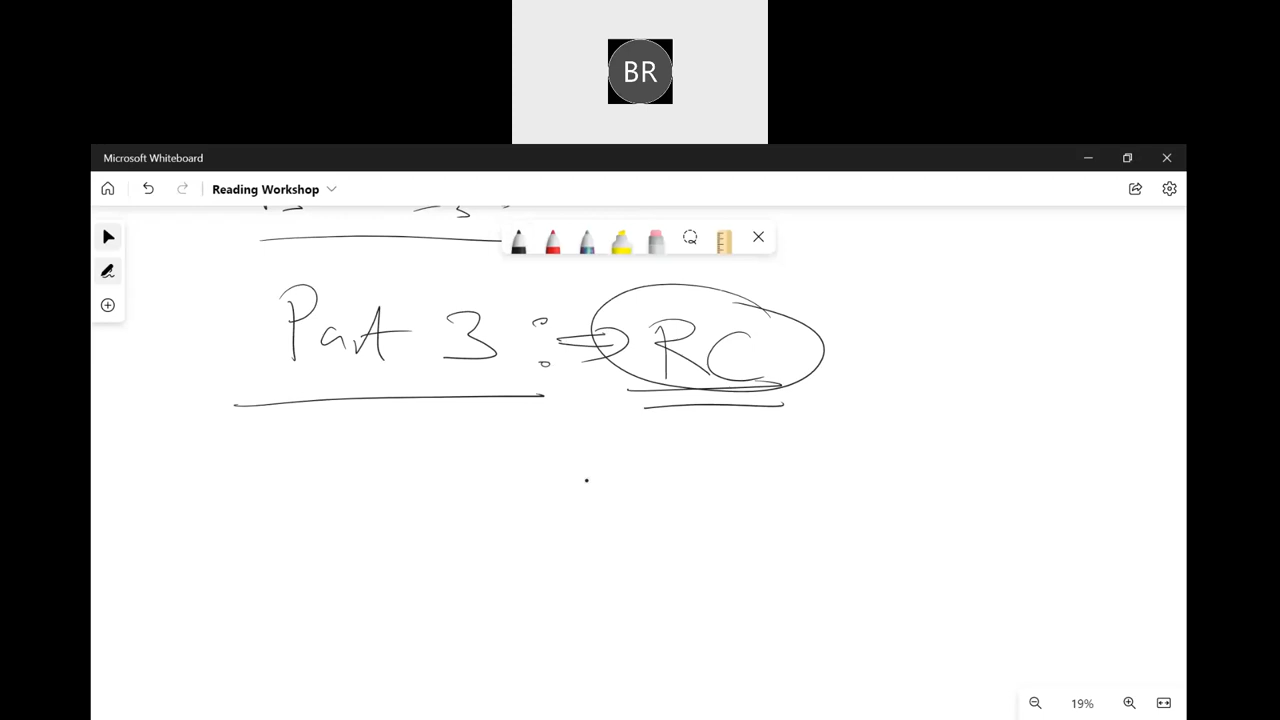 BR
Microsoft Whiteboard
Reading Workshop
Part 3 : ⇒ RC
19%